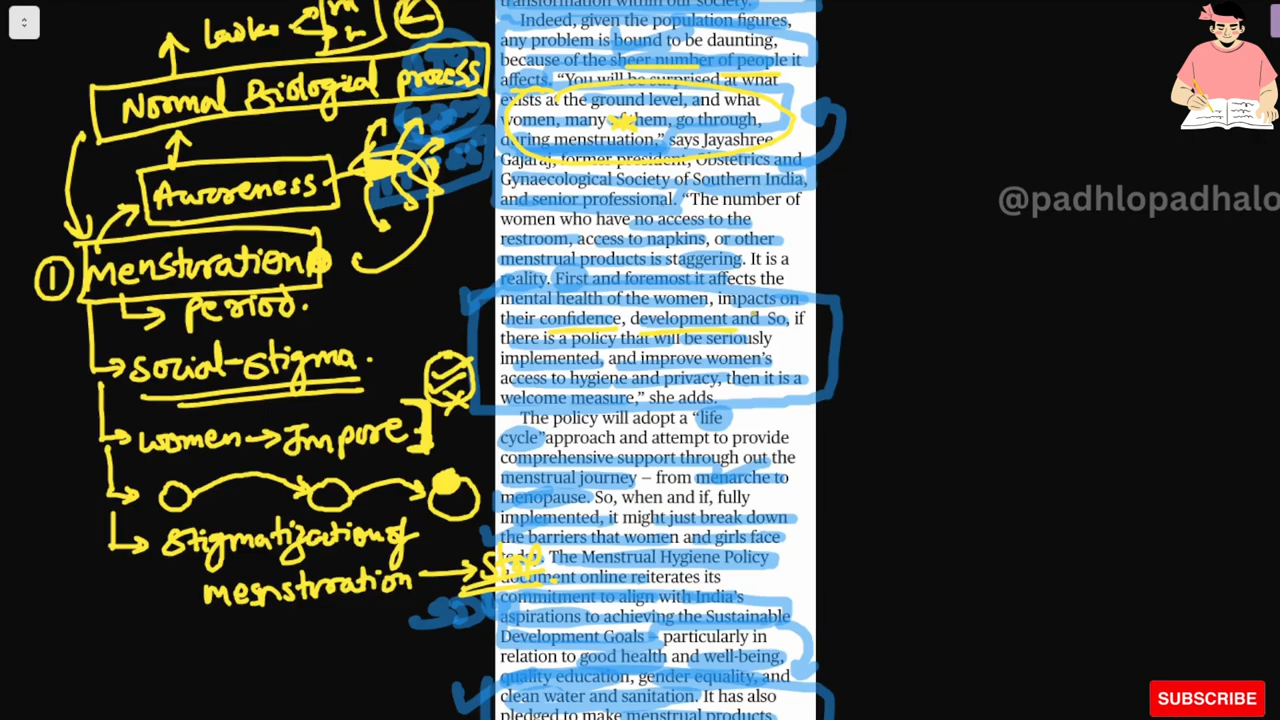 Lakhs
Normal Biological process
Awareness
① mensturation
period.
Social-stigma.
women → Impure
stigmatization of
menstruation → stop.
transformation within our society.
Indeed, given the population figures,
any problem is bound to be daunting,
because of the sheer number of people it
affects. “You will be surprised at what
exists at the ground level, and what
women, many of them, go through,
during menstruation,” says Jayashree
Gajaraj, former president, Obstetrics and
Gynaecological Society of Southern India,
and senior professional. “The number of
women who have no access to the
restroom, access to napkins, or other
menstrual products is staggering. It is a
reality. First and foremost it affects the
mental health of the women, impacts on
their confidence, development and So, if
there is a policy that will be seriously
implemented, and improve women’s
access to hygiene and privacy, then it is a
welcome measure,” she adds.
The policy will adopt a “life
cycle”approach and attempt to provide
comprehensive support through out the
menstrual journey – from menarche to
menopause. So, when and if, fully
implemented, it might just break down
the barriers that women and girls face
today. The Menstrual Hygiene Policy
document online reiterates its
commitment to align with India’s
aspirations to achieving the Sustainable
Development Goals – particularly in
relation to good health and well-being,
quality education, gender equality, and
clean water and sanitation. It has also
pledged to make menstrual products
@padhlopadhalo
SUBSCRIBE